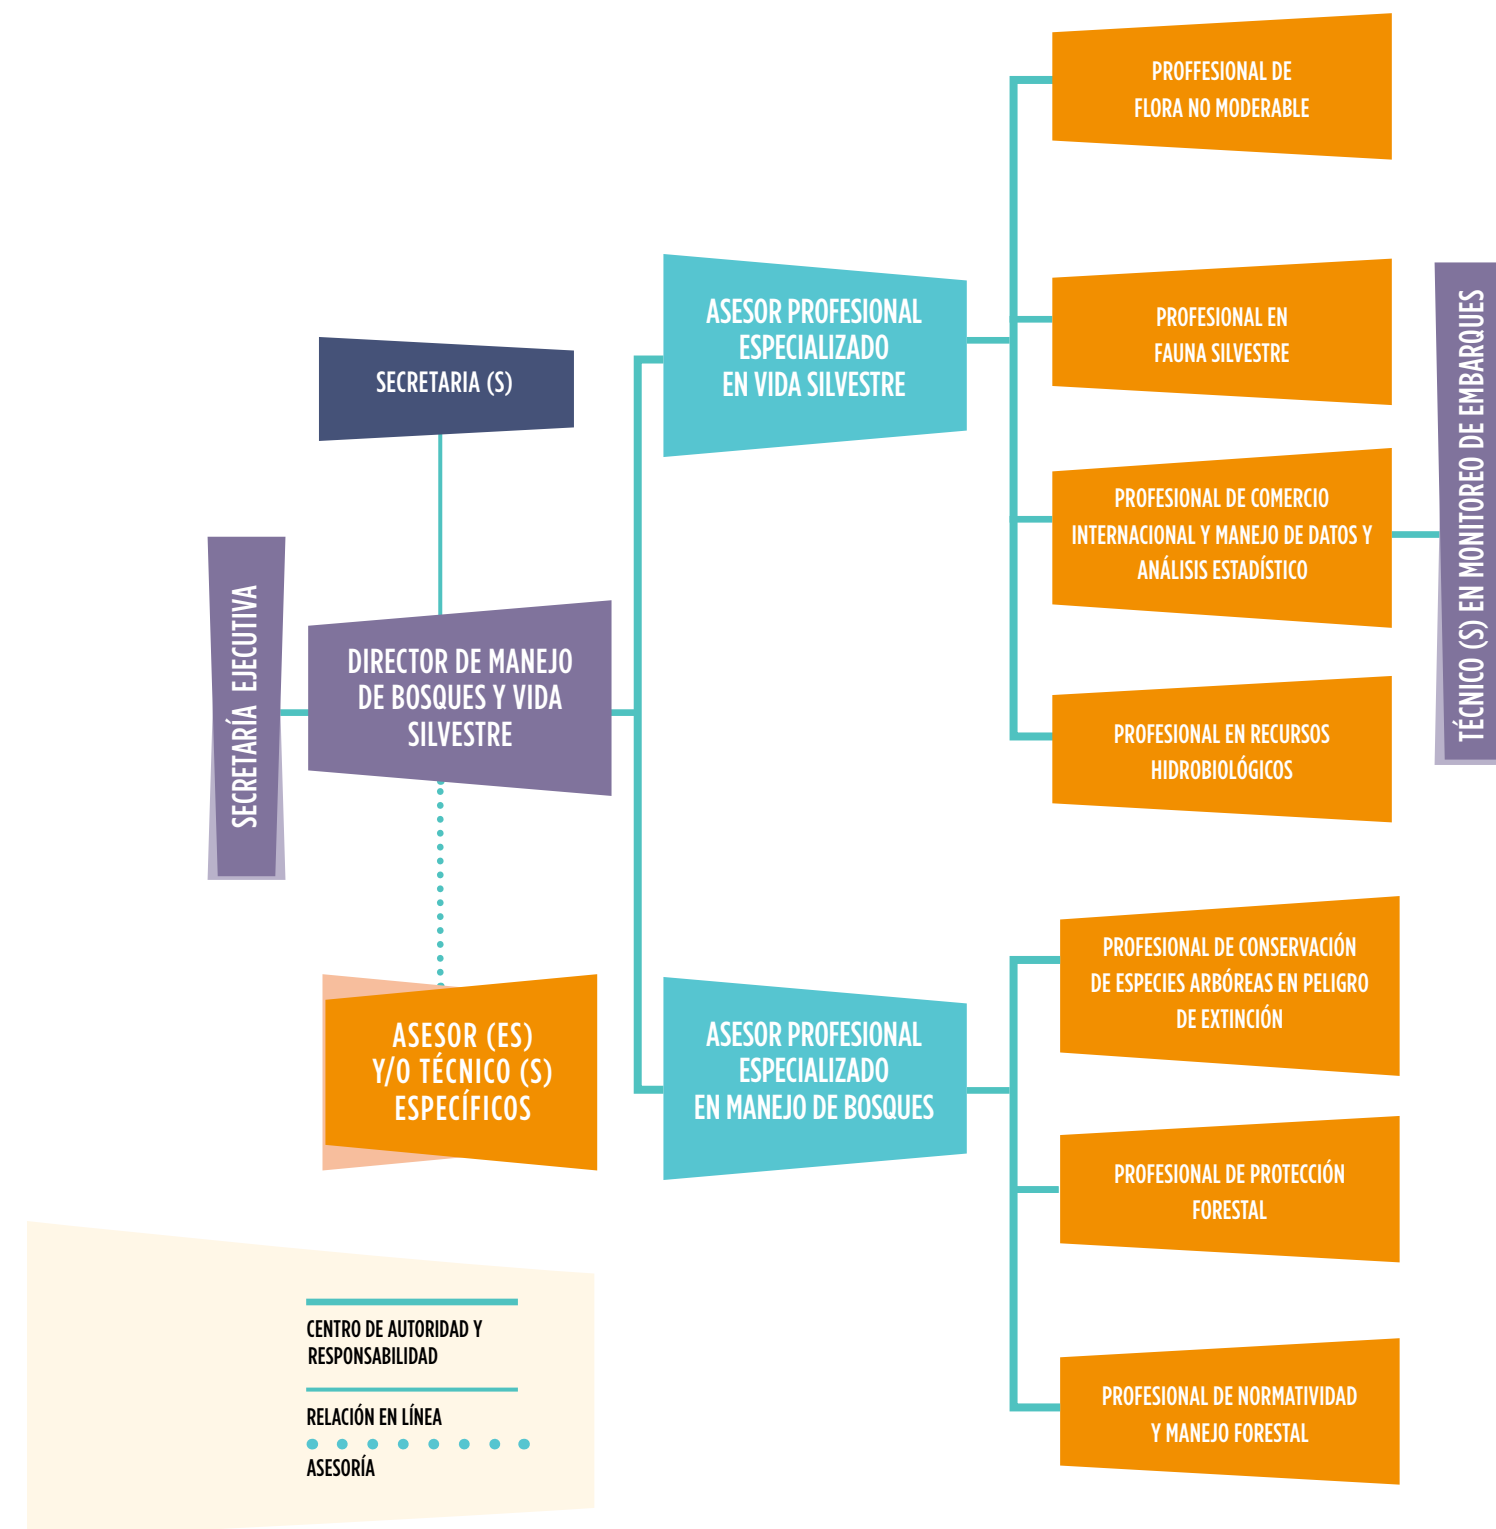 SECRETARÍA EJECUTIVA
SECRETARIA (S)
DIRECTOR DE MANEJO
DE BOSQUES Y VIDA
SILVESTRE
ASESOR (ES)
Y/O TÉCNICO (S)
ESPECÍFICOS
ASESOR PROFESIONAL
ESPECIALIZADO
EN VIDA SILVESTRE
PROFFESIONAL DE
FLORA NO MODERABLE
PROFESIONAL EN
FAUNA SILVESTRE
PROFESIONAL DE COMERCIO
INTERNACIONAL Y MANEJO DE DATOS Y
ANÁLISIS ESTADÍSTICO
TÉCNICO (S) EN MONITOREO DE EMBARQUES
PROFESIONAL EN RECURSOS
HIDROBIOLÓGICOS
ASESOR PROFESIONAL
ESPECIALIZADO
EN MANEJO DE BOSQUES
PROFESIONAL DE CONSERVACIÓN
DE ESPECIES ARBÓREAS EN PELIGRO
DE EXTINCIÓN
PROFESIONAL DE PROTECCIÓN
FORESTAL
PROFESIONAL DE NORMATIVIDAD
Y MANEJO FORESTAL
CENTRO DE AUTORIDAD Y
RESPONSABILIDAD
RELACIÓN EN LÍNEA
ASESORÍA